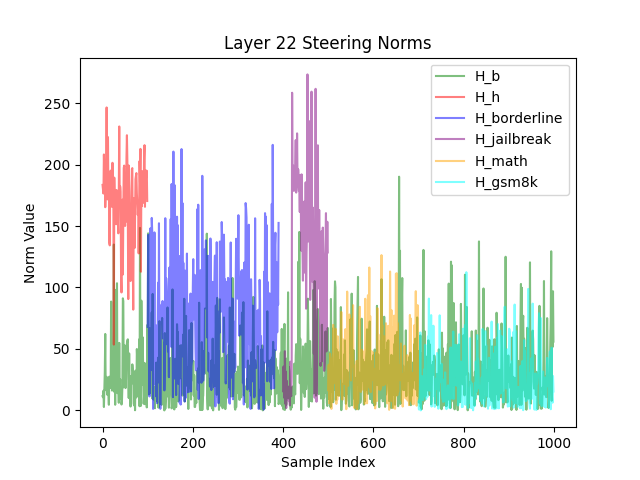 Layer 22 Steering Norms
H_b
H_h
H_borderline
H_jailbreak
H_math
H_gsm8k
Norm Value
250
200
150
100
50
0
0 200 400 600 800 1000
Sample Index